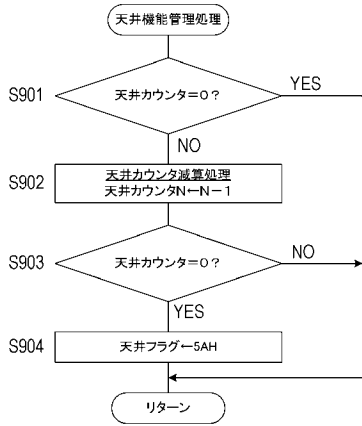 天井機能管理処理
S901
天井カウンタ=0?
YES
NO
S902
天井カウンタ減算処理
天井カウンタN←N−1
S903
天井カウンタ=0?
NO
YES
S904
天井フラグ←5AH
リターン